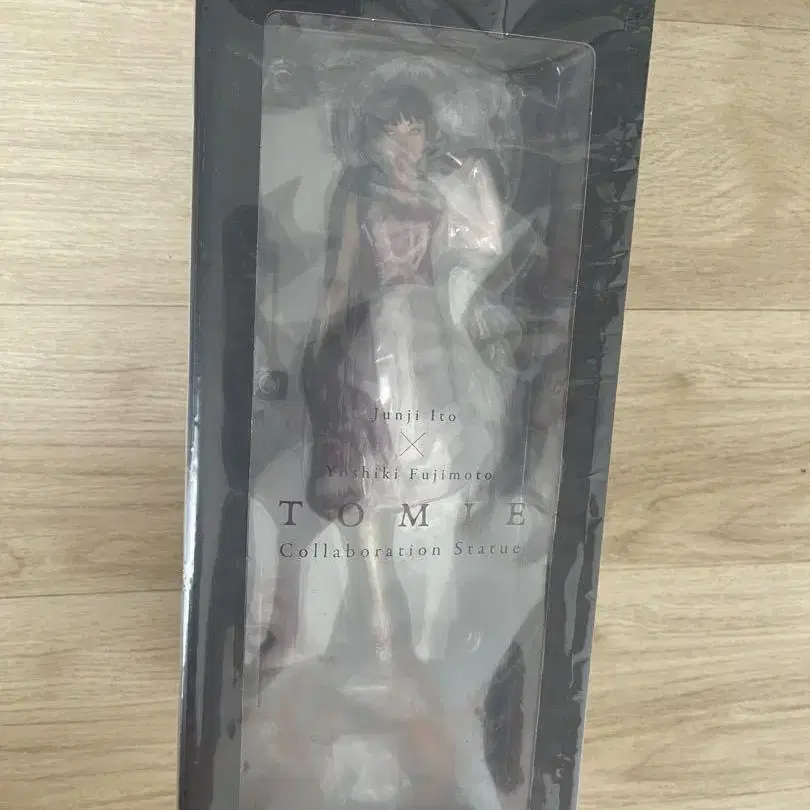 Junji Ito
×
Yoshiki Fujimoto
TOMIE
Collaboration Statue